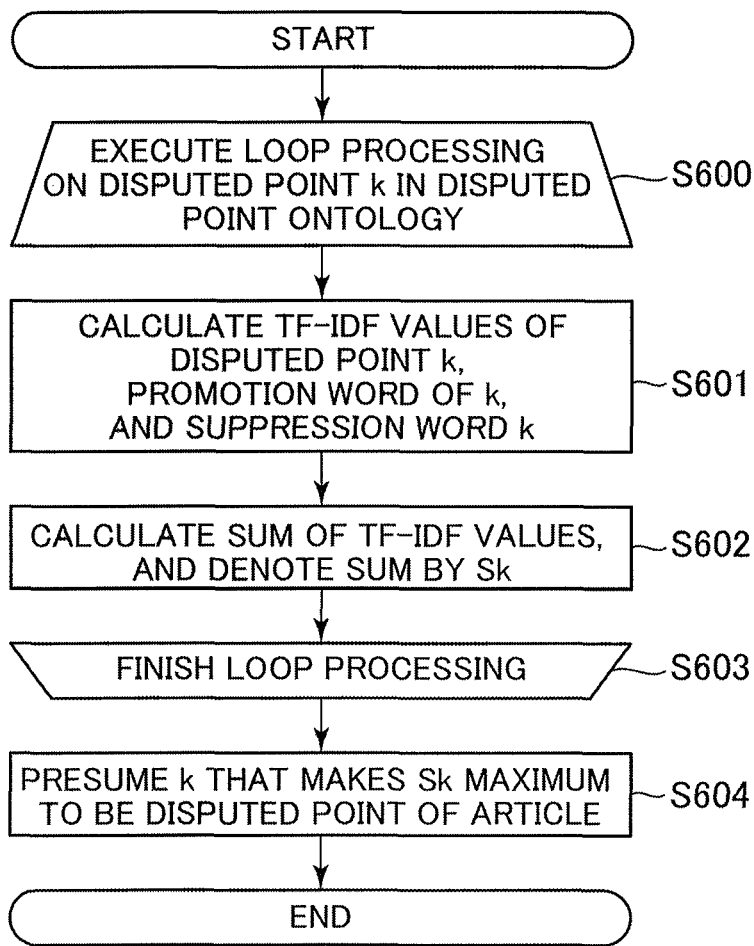 START
EXECUTE LOOP PROCESSING
ON DISPUTED POINT k IN DISPUTED
POINT ONTOLOGY
S600
CALCULATE TF-IDF VALUES OF
DISPUTED POINT k,
PROMOTION WORD OF k,
AND SUPPRESSION WORD k
S601
CALCULATE SUM OF TF-IDF VALUES,
AND DENOTE SUM BY Sk
S602
FINISH LOOP PROCESSING
S603
PRESUME k THAT MAKES Sk MAXIMUM
TO BE DISPUTED POINT OF ARTICLE
S604
END